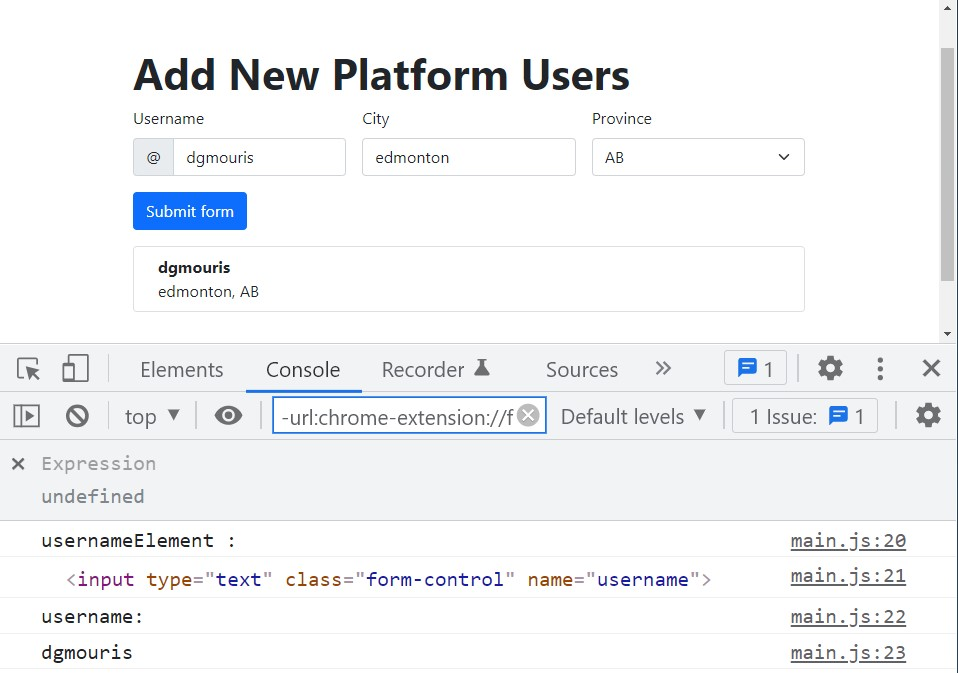 Add New Platform Users
Username City Province
@ dgmouris edmonton AB
Submit form
dgmouris
edmonton, AB
Elements Console Recorder Sources 1
top -url:chrome-extension://f Default levels 1 Issue: 1
Expression
undefined
usernameElement : main.js:20
<input type="text" class="form-control" name="username"> main.js:21
username: main.js:22
dgmouris main.js:23